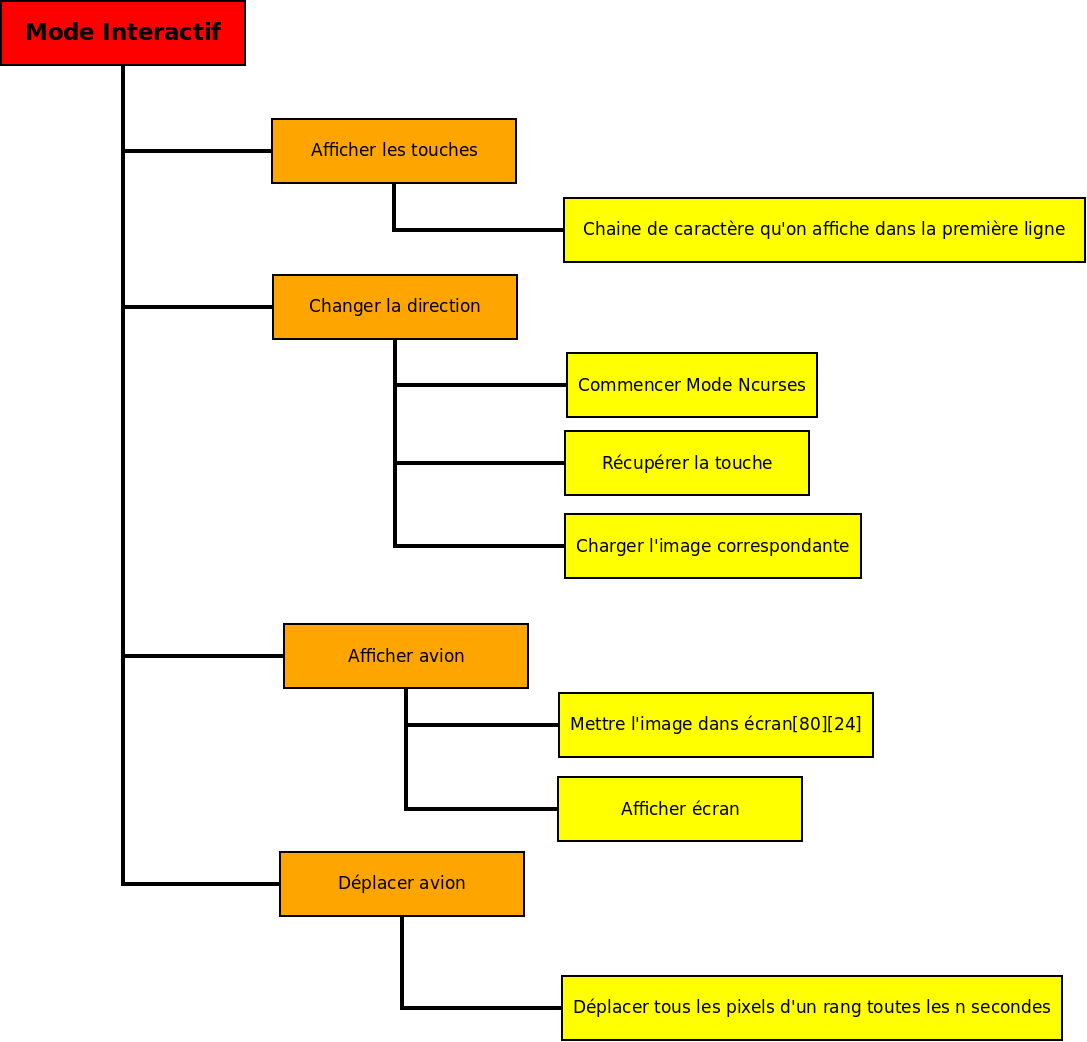 Mode Interactif
Afficher les touches
Chaine de caractère qu'on affiche dans la première ligne
Changer la direction
Commencer Mode Ncurses
Récupérer la touche
Charger l'image correspondante
Afficher avion
Mettre l'image dans écran[80][24]
Afficher écran
Déplacer avion
Déplacer tous les pixels d'un rang toutes les n secondes